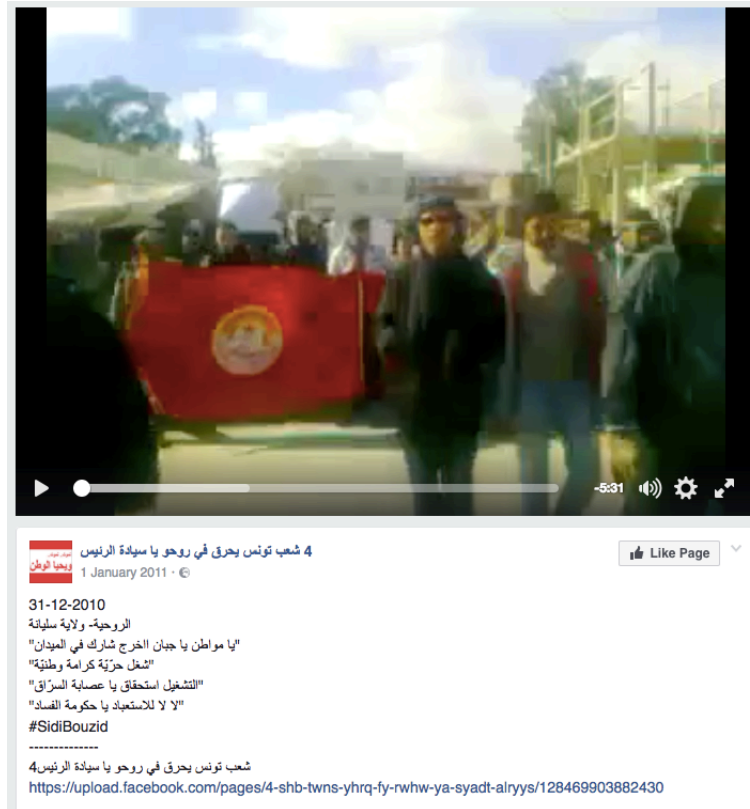 -5:31
شعب تونس يحرق في روحو يا سيادة الرئيس 4
Like Page
1 January 2011 ·
ويحيا الوطن
31-12-2010
الروحية- ولاية سليانة
"يا مواطن يا جبان ااخرج شارك في الميدان"
"شغل حرّيّة كرامة وطنيّة"
"التشغيل استحقاق يا عصابة السرّاق"
"لا لا للاستعباد يا حكومة الفساد"
#SidiBouzid
--------------
شعب تونس يحرق في روحو يا سيادة الرئيس4
https://upload.facebook.com/pages/4-shb-twns-yhrq-fy-rwhw-ya-syadt-alryys/128469903882430